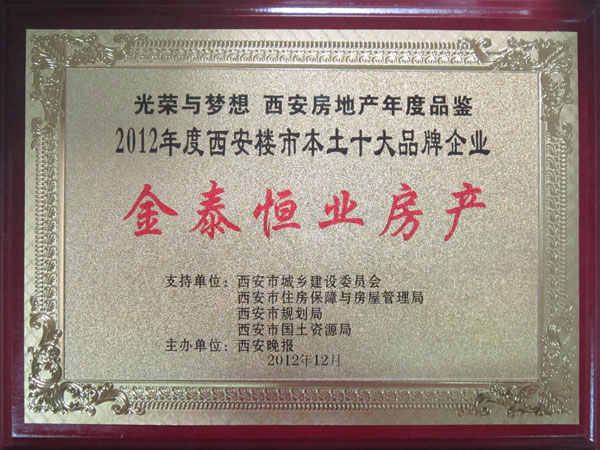 光荣与梦想 西安房地产年度品鉴
2012年度西安楼市本土十大品牌企业
金泰恒业房产
支持单位：西安市城乡建设委员会
西安市住房保障与房屋管理局
西安市规划局
西安市国土资源局
主办单位：西安晚报
2012年12月